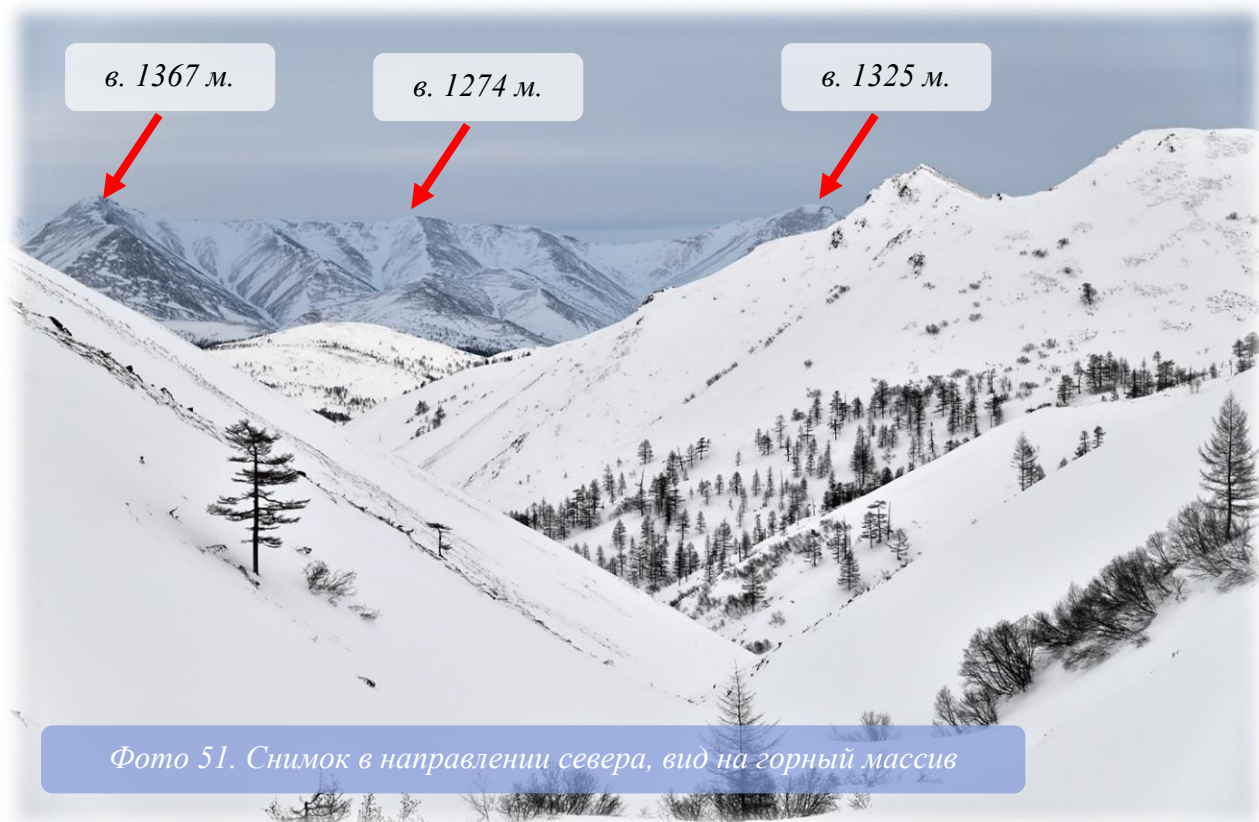 в. 1367 м.
в. 1274 м.
в. 1325 м.
Фото 51. Снимок в направлении севера, вид на горный массив